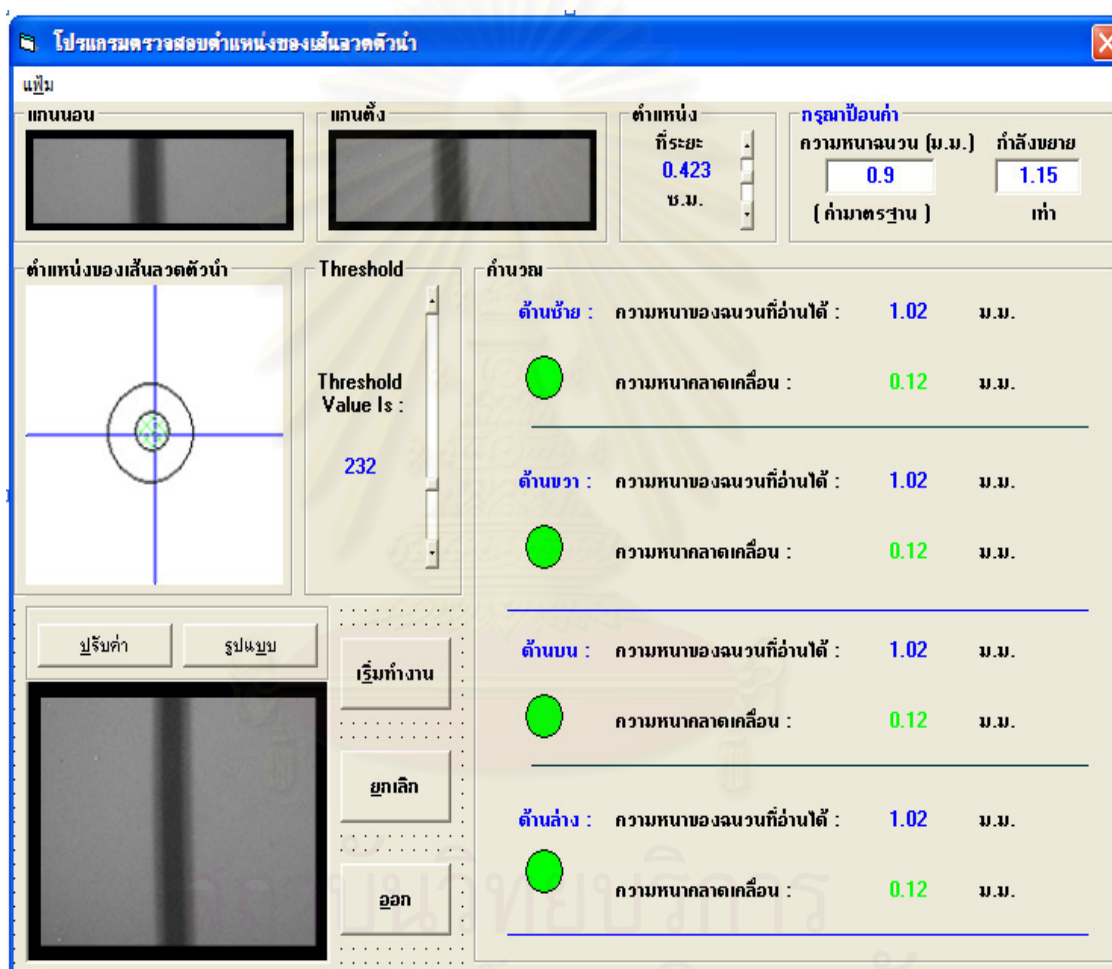 โปรแกรมตรวจสอบตำแหน่งของเส้นลวดตัวนำ
แฟ้ม
แกนนอน
แกนตั้ง
ตำแหน่ง
ที่ระยะ
0.423
ซ.ม.
กรุณาป้อนค่า
ความหนาฉนวน (ม.ม.) กำลังขยาย
0.9 1.15
( ค่ามาตรฐาน ) เท่า
ตำแหน่งของเส้นลวดตัวนำ
Threshold
Threshold
Value Is :
232
คำนวณ
ด้านซ้าย : ความหนาของฉนวนที่อ่านได้ : 1.02 ม.ม.
ความหนาคลาดเคลื่อน : 0.12 ม.ม.
ด้านขวา : ความหนาของฉนวนที่อ่านได้ : 1.02 ม.ม.
ความหนาคลาดเคลื่อน : 0.12 ม.ม.
ด้านบน : ความหนาของฉนวนที่อ่านได้ : 1.02 ม.ม.
ความหนาคลาดเคลื่อน : 0.12 ม.ม.
ด้านล่าง : ความหนาของฉนวนที่อ่านได้ : 1.02 ม.ม.
ความหนาคลาดเคลื่อน : 0.12 ม.ม.
ปรับค่า
รูปแบบ
เริ่มทำงาน
ยกเลิก
ออก
สถาบันวิทยบริการ